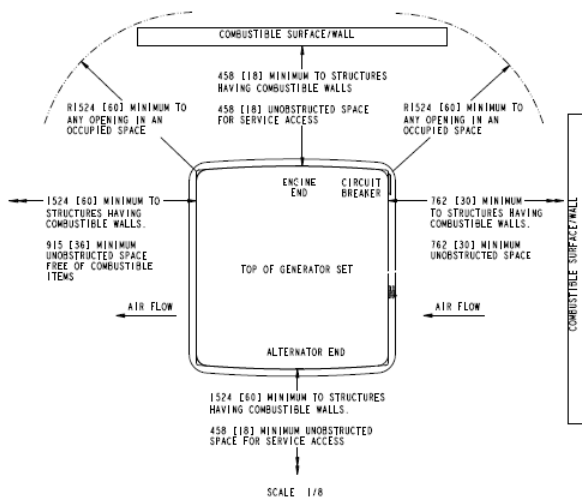 COMBUSTIBLE SURFACE/WALL
458 [18] MINIMUM TO STRUCTURES
HAVING COMBUSTIBLE WALLS
458 [18] UNOBSTRUCTED SPACE
FOR SERVICE ACCESS
R1524 [60] MINIMUM TO
ANY OPENING IN AN
OCCUPIED SPACE
R1524 [60] MINIMUM TO
ANY OPENING IN AN
OCCUPIED SPACE
ENGINE
END
CIRCUIT
BREAKER
1524 [60] MINIMUM TO
STRUCTURES HAVING
COMBUSTIBLE WALLS.
915 [36] MINIMUM
UNOBSTRUCTED SPACE
FREE OF COMBUSTIBLE
ITEMS
762 [30] MINIMUM
TO STRUCTURES HAVING
COMBUSTIBLE WALLS.
762 [30] MINIMUM
UNOBSTRUCTED SPACE
COMBUSTIBLE SURFACE/WALL
TOP OF GENERATOR SET
AIR FLOW
AIR FLOW
ALTERNATOR END
1524 [60] MINIMUM TO STRUCTURES
HAVING COMBUSTIBLE WALLS.
458 [18] MINIMUM UNOBSTRUCTED
SPACE FOR SERVICE ACCESS
SCALE 1/8